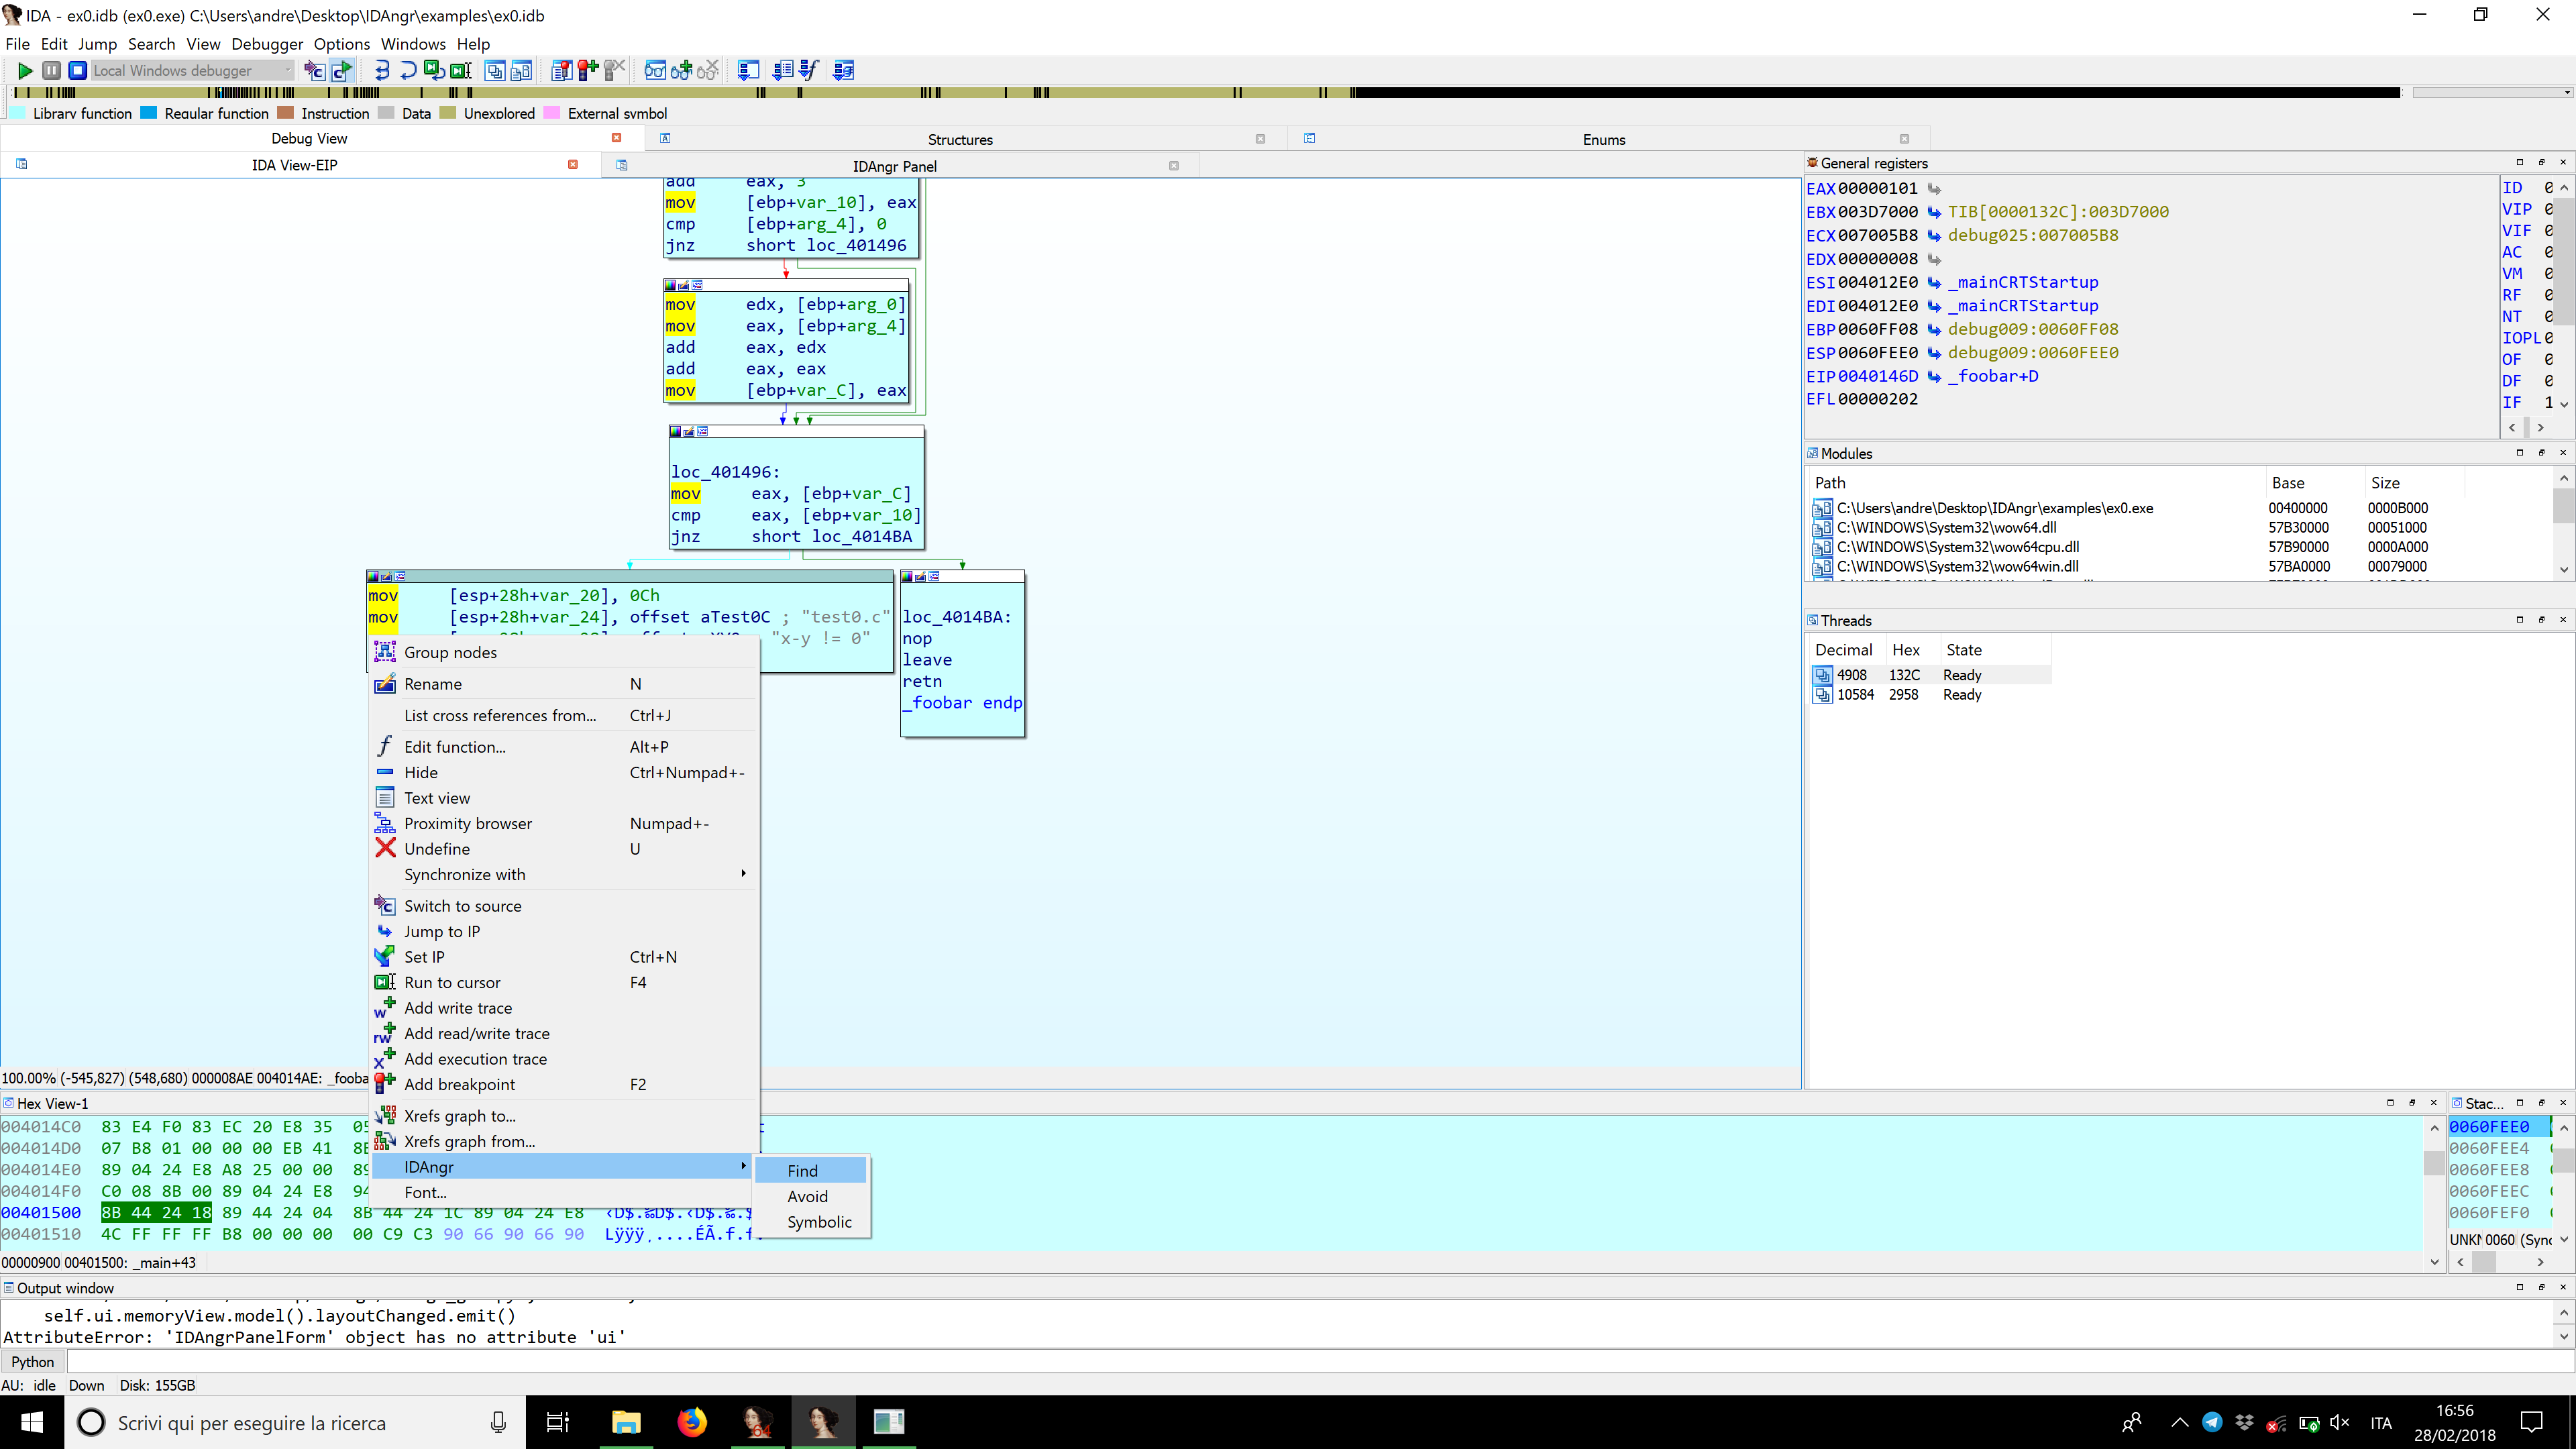 IDA - ex0.idb (ex0.exe) C:\Users\andre\Desktop\IDAngr\examples\ex0.idb
File Edit Jump Search View Debugger Options Windows Help
Local Windows debugger
Library function Regular function Instruction Data Unexplored External symbol
Debug View Structures Enums
IDA View-EIP IDAngr Panel
add eax, 3
mov [ebp+var_10], eax
cmp [ebp+arg_4], 0
jnz short loc_401496
mov edx, [ebp+arg_0]
mov eax, [ebp+arg_4]
add eax, edx
add eax, eax
mov [ebp+var_C], eax
loc_401496:
mov eax, [ebp+var_C]
cmp eax, [ebp+var_10]
jnz short loc_4014BA
mov [esp+28h+var_20], 0Ch
mov [esp+28h+var_24], offset aTest0C ; "test0.c"
"x-y != 0"
loc_4014BA:
nop
leave
retn
_foobar endp
Group nodes
Rename N
List cross references from... Ctrl+J
Edit function... Alt+P
Hide Ctrl+Numpad+-
Text view
Proximity browser Numpad+-
Undefine U
Synchronize with
Switch to source
Jump to IP
Set IP Ctrl+N
Run to cursor F4
Add write trace
Add read/write trace
Add execution trace
Add breakpoint F2
Xrefs graph to...
Xrefs graph from...
IDAngr
Font...
Find
Avoid
Symbolic
100.00% (-545,827) (548,680) 000008AE 004014AE: _fooba
General registers
EAX 00000101
EBX 003D7000 TIB[0000132C]:003D7000
ECX 007005B8 debug025:007005B8
EDX 00000008
ESI 004012E0 _mainCRTStartup
EDI 004012E0 _mainCRTStartup
EBP 0060FF08 debug009:0060FF08
ESP 0060FEE0 debug009:0060FEE0
EIP 0040146D _foobar+D
EFL 00000202
ID 0
VIP 0
VIF 0
AC 0
VM 0
RF 0
NT 0
IOPL 0
OF 0
DF 0
IF 1
Modules
Path Base Size
C:\Users\andre\Desktop\IDAngr\examples\ex0.exe 00400000 0000B000
C:\WINDOWS\System32\wow64.dll 57B30000 00051000
C:\WINDOWS\System32\wow64cpu.dll 57B90000 0000A000
C:\WINDOWS\System32\wow64win.dll 57BA0000 00079000
Threads
Decimal Hex State
4908 132C Ready
10584 2958 Ready
Hex View-1
004014C0 83 E4 F0 83 EC 20 E8 35 05
004014D0 07 B8 01 00 00 00 EB 41 8B
004014E0 89 04 24 E8 A8 25 00 00 89
004014F0 C0 08 8B 00 89 04 24 E8 94
00401500 8B 44 24 18 89 44 24 04 8B 44 24 1C 89 04 24 E8 ‹D$.‰D$.‹D$.‰.$
00401510 4C FF FF FF B8 00 00 00 00 C9 C3 90 66 90 66 90 Lÿÿÿ¸....ÉÃ.f.f.
00000900 00401500: _main+43
Stac...
0060FEE0
0060FEE4
0060FEE8
0060FEEC
0060FEF0
UNKN 0060 (Sync
Output window
self.ui.memoryView.model().layoutChanged.emit()
AttributeError: 'IDAngrPanelForm' object has no attribute 'ui'
Python
AU: idle Down Disk: 155GB
Scrivi qui per eseguire la ricerca
64
ITA
16:56
28/02/2018